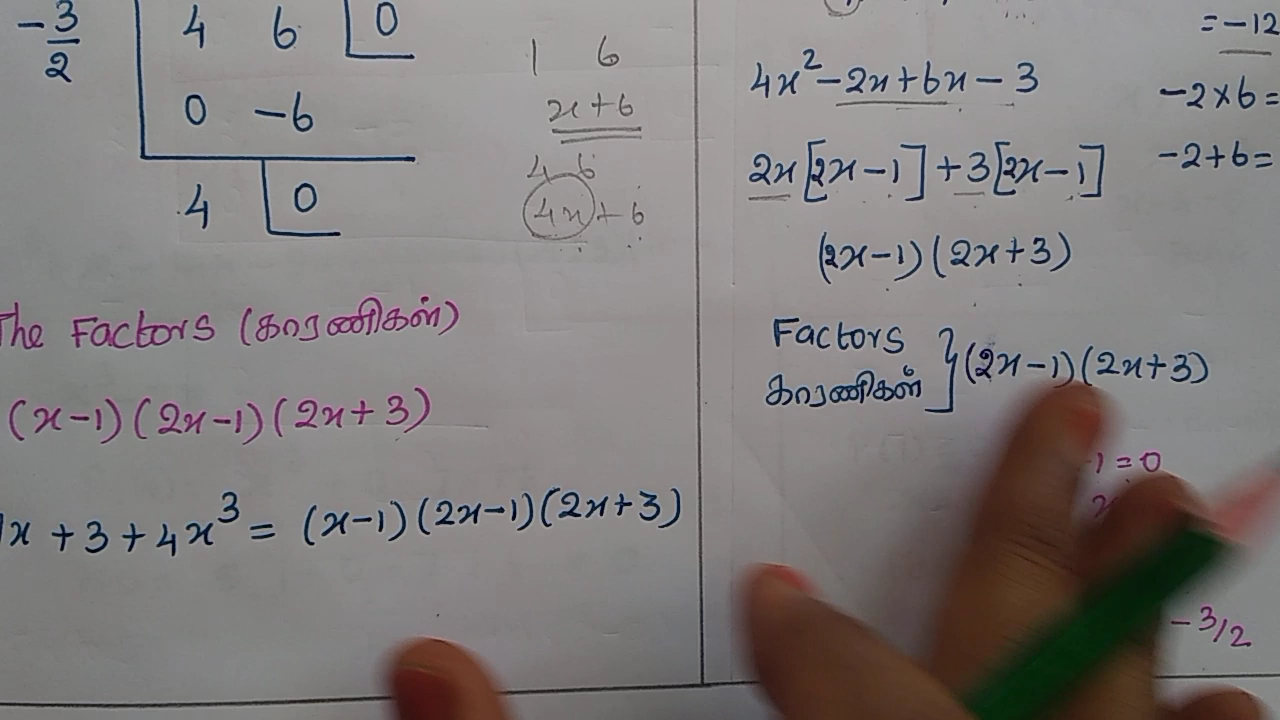 -3/2 4 6 0
0 -6
4 0
1 6
x+6
4 6
4x+6
The Factors (காரணிகள்)
(x-1)(2x-1)(2x+3)
x+3+4x³ = (x-1)(2x-1)(2x+3)
=-12
4x²-2x+6x-3
-2×6=
2x[2x-1]+3[2x-1]
-2+6=
(2x-1)(2x+3)
Factors
காரணிகள் }(2x-1)(2x+3)
1=0
-3/2